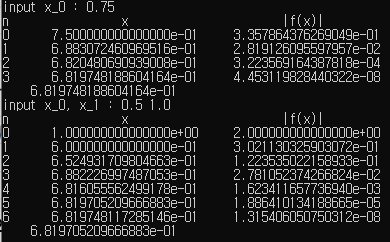 input x_0 : 0.75
n x |f(x)|
0 7.500000000000000e-01 3.357864376269049e-01
1 6.883072460969516e-01 2.819126095597957e-02
2 6.820480690939008e-01 3.223569164387818e-04
3 6.819748188604164e-01 4.453119828440322e-08
6.819748188604164e-01
input x_0, x_1 : 0.5 1.0
n x |f(x)|
0 1.000000000000000e+00 2.000000000000000e+00
1 6.000000000000000e-01 3.021130325903072e-01
2 6.524931709804663e-01 1.223535022158933e-01
3 6.882226997487053e-01 2.781052374266824e-02
4 6.816055562499178e-01 1.623411657736940e-03
5 6.819705209666883e-01 1.886410134188665e-05
6 6.819748117285146e-01 1.315406050750312e-08
6.819705209666883e-01